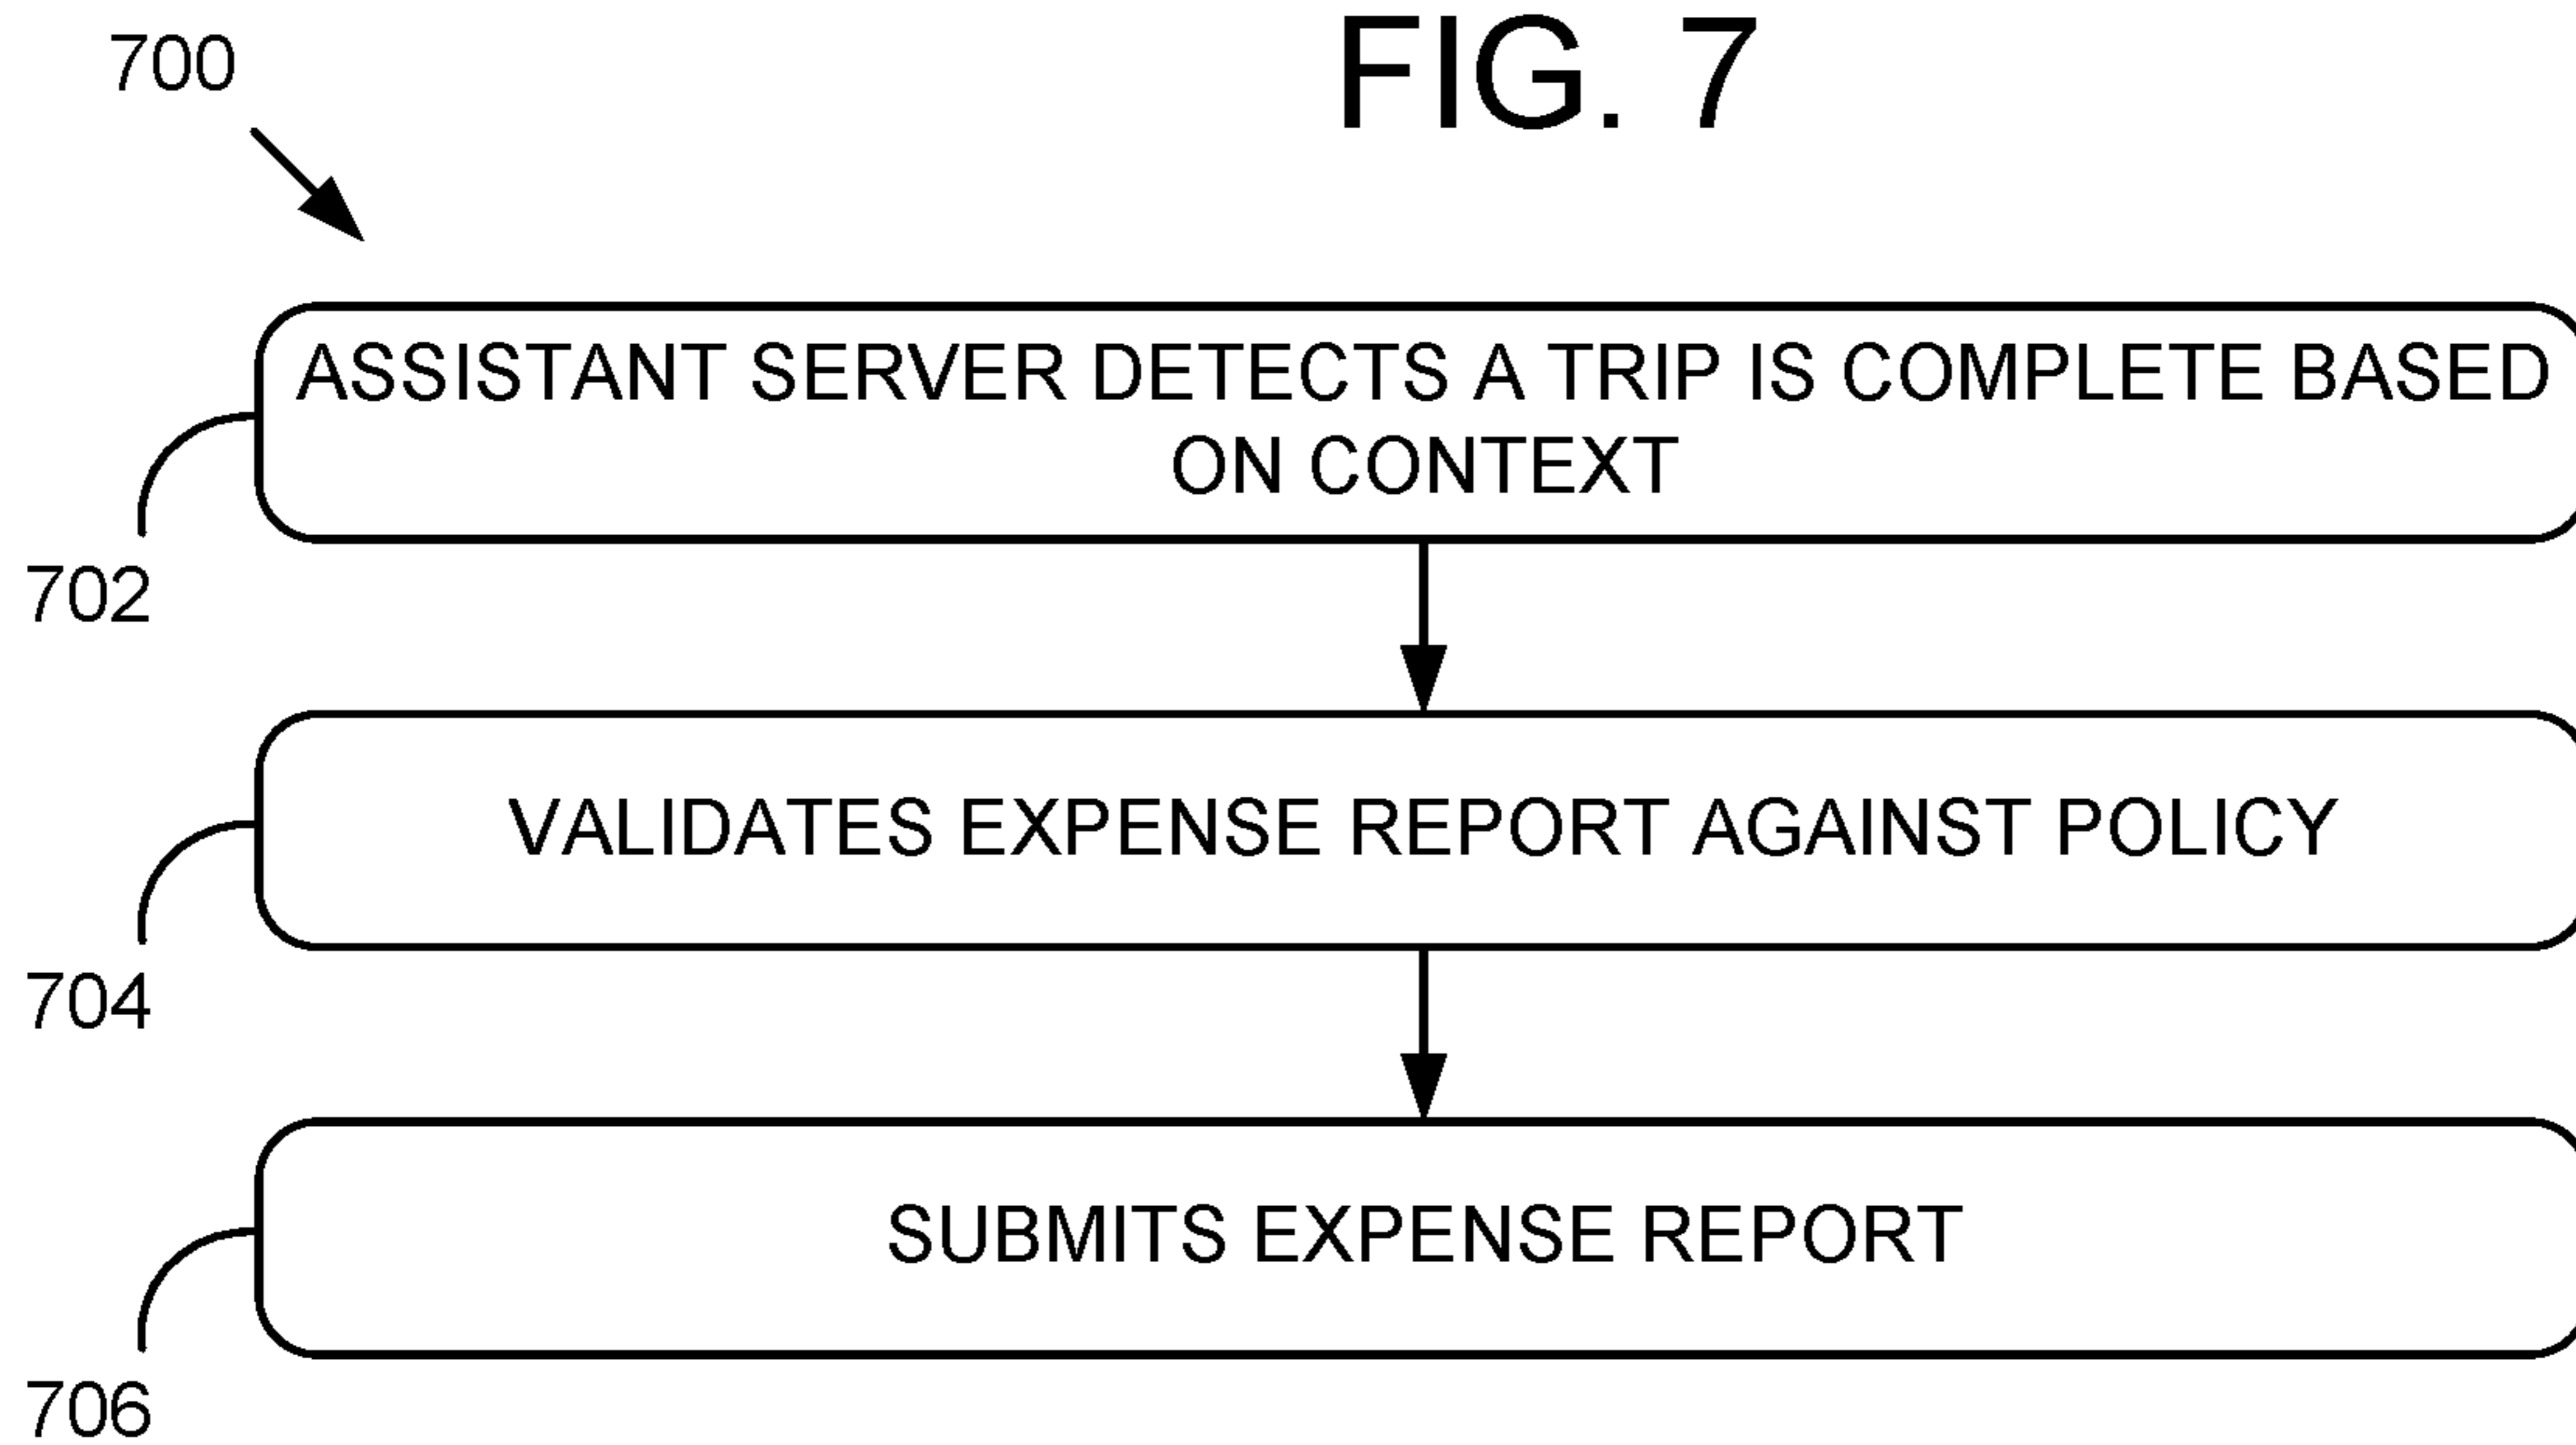 FIG. 7
700
ASSISTANT SERVER DETECTS A TRIP IS COMPLETE BASED
ON CONTEXT
702
VALIDATES EXPENSE REPORT AGAINST POLICY
704
SUBMITS EXPENSE REPORT
706